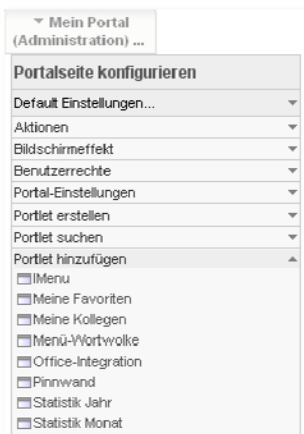 Mein Portal
(Administration) ...
Portalseite konfigurieren
Default Einstellungen...
Aktionen
Bildschirmeffekt
Benutzerrechte
Portal-Einstellungen
Portlet erstellen
Portlet suchen
Portlet hinzufügen
IMenu
Meine Favoriten
Meine Kollegen
Menü-Wortwolke
Office-Integration
Pinnwand
Statistik Jahr
Statistik Monat